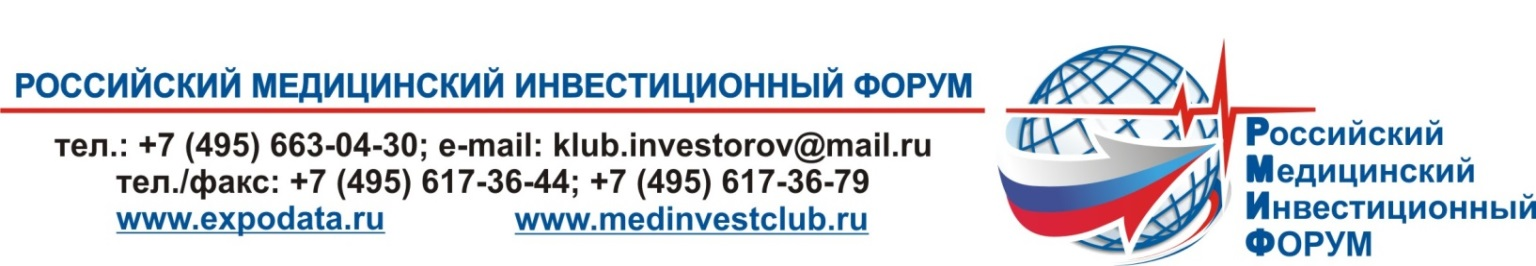 РОССИЙСКИЙ МЕДИЦИНСКИЙ ИНВЕСТИЦИОННЫЙ ФОРУМ
тел.: +7 (495) 663-04-30; e-mail: klub.investorov@mail.ru
тел./факс: +7 (495) 617-36-44; +7 (495) 617-36-79
www.expodata.ru www.medinvestclub.ru
Российский
Медицинский
Инвестиционный
ФОРУМ